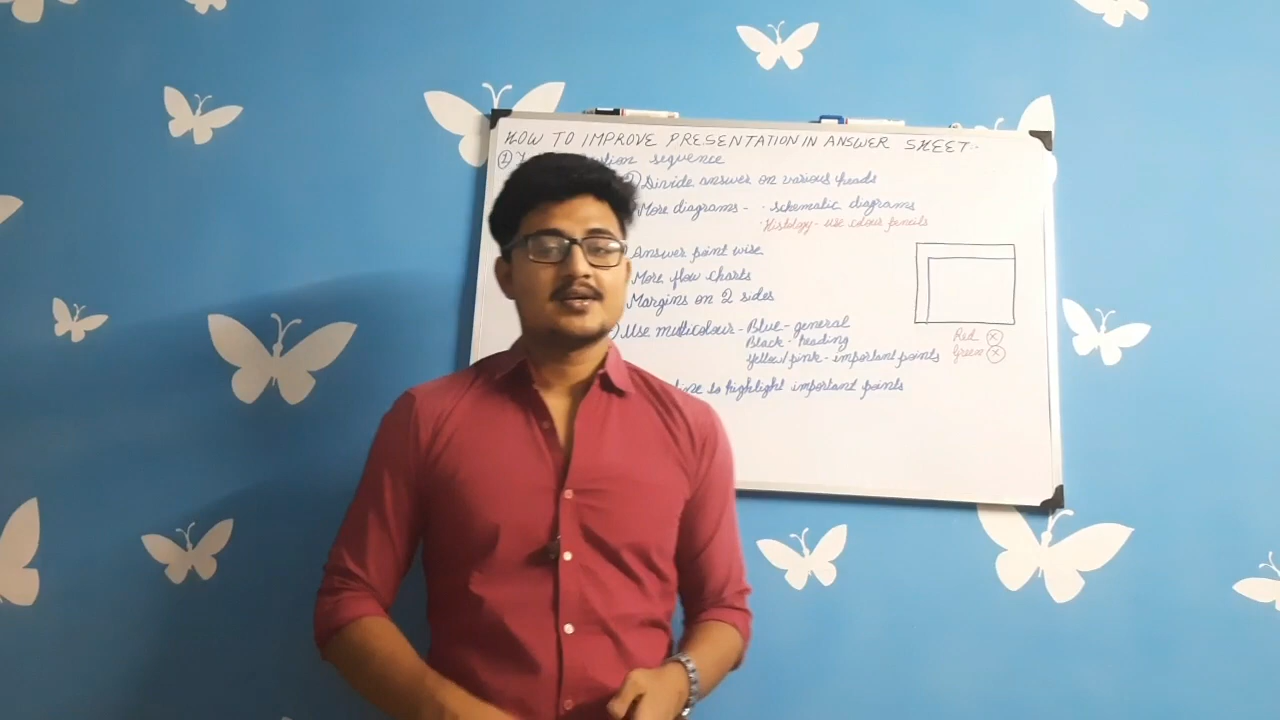 HOW TO IMPROVE PRESENTATION IN ANSWER SHEET:-
① sequence
Divide answer on various heads
More diagrams - · schematic diagrams
· Histology - use colour pencils
Answer point wise
More flow charts
Margins on 2 sides
Use multicolour - Blue - general
Black - heading
Yellow/pink - important points
Red ⓧ
Green ⓧ
to highlight important points